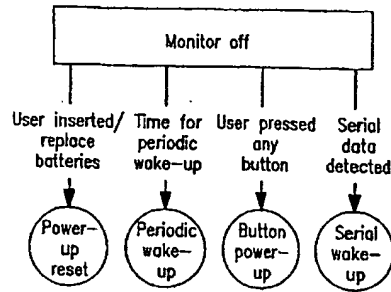 Monitor off
User inserted/
replace
batteries
Time for
periodic
wake-up
User pressed
any
button
Serial
data
detected
Power-
up
reset
Periodic
wake-
up
Button
power-
up
Serial
wake-
up